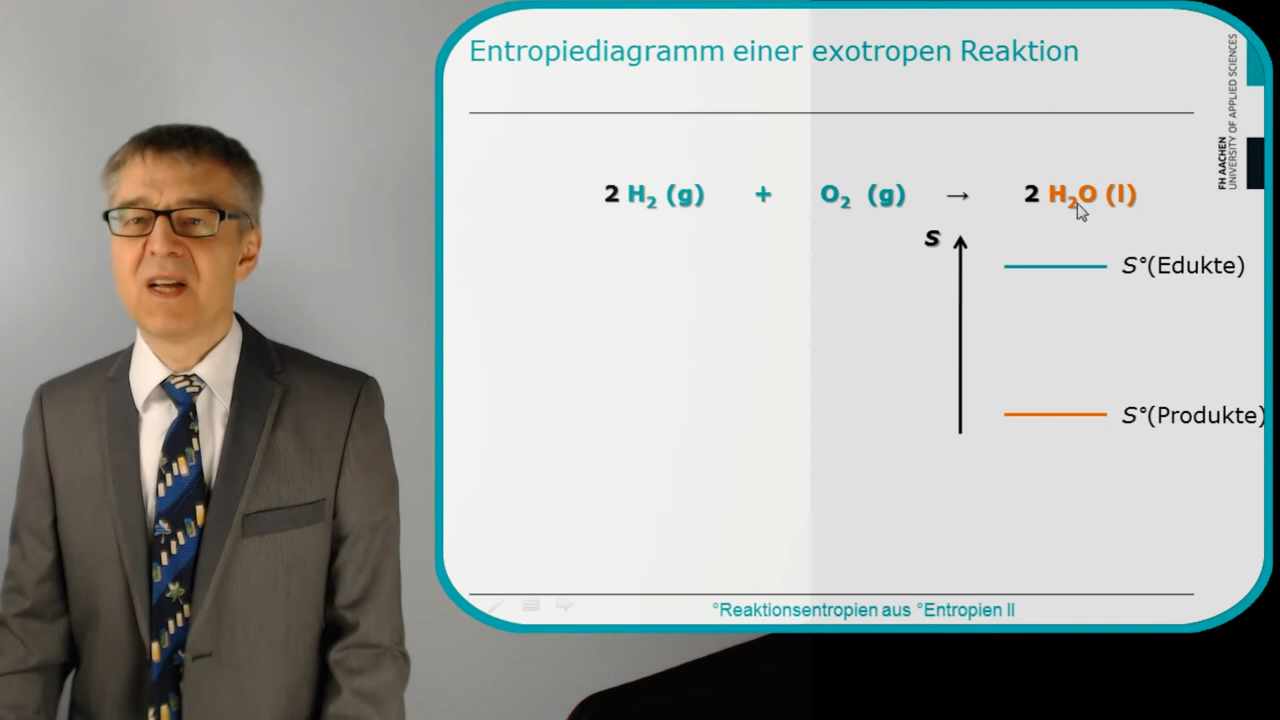 Entropiediagramm einer exotropen Reaktion
FH AACHEN
UNIVERSITY OF APPLIED SCIENCES
2 H₂ (g) + O₂ (g) → 2 H₂O (l)
S
S°(Edukte)
S°(Produkte)
°Reaktionsentropien aus °Entropien II